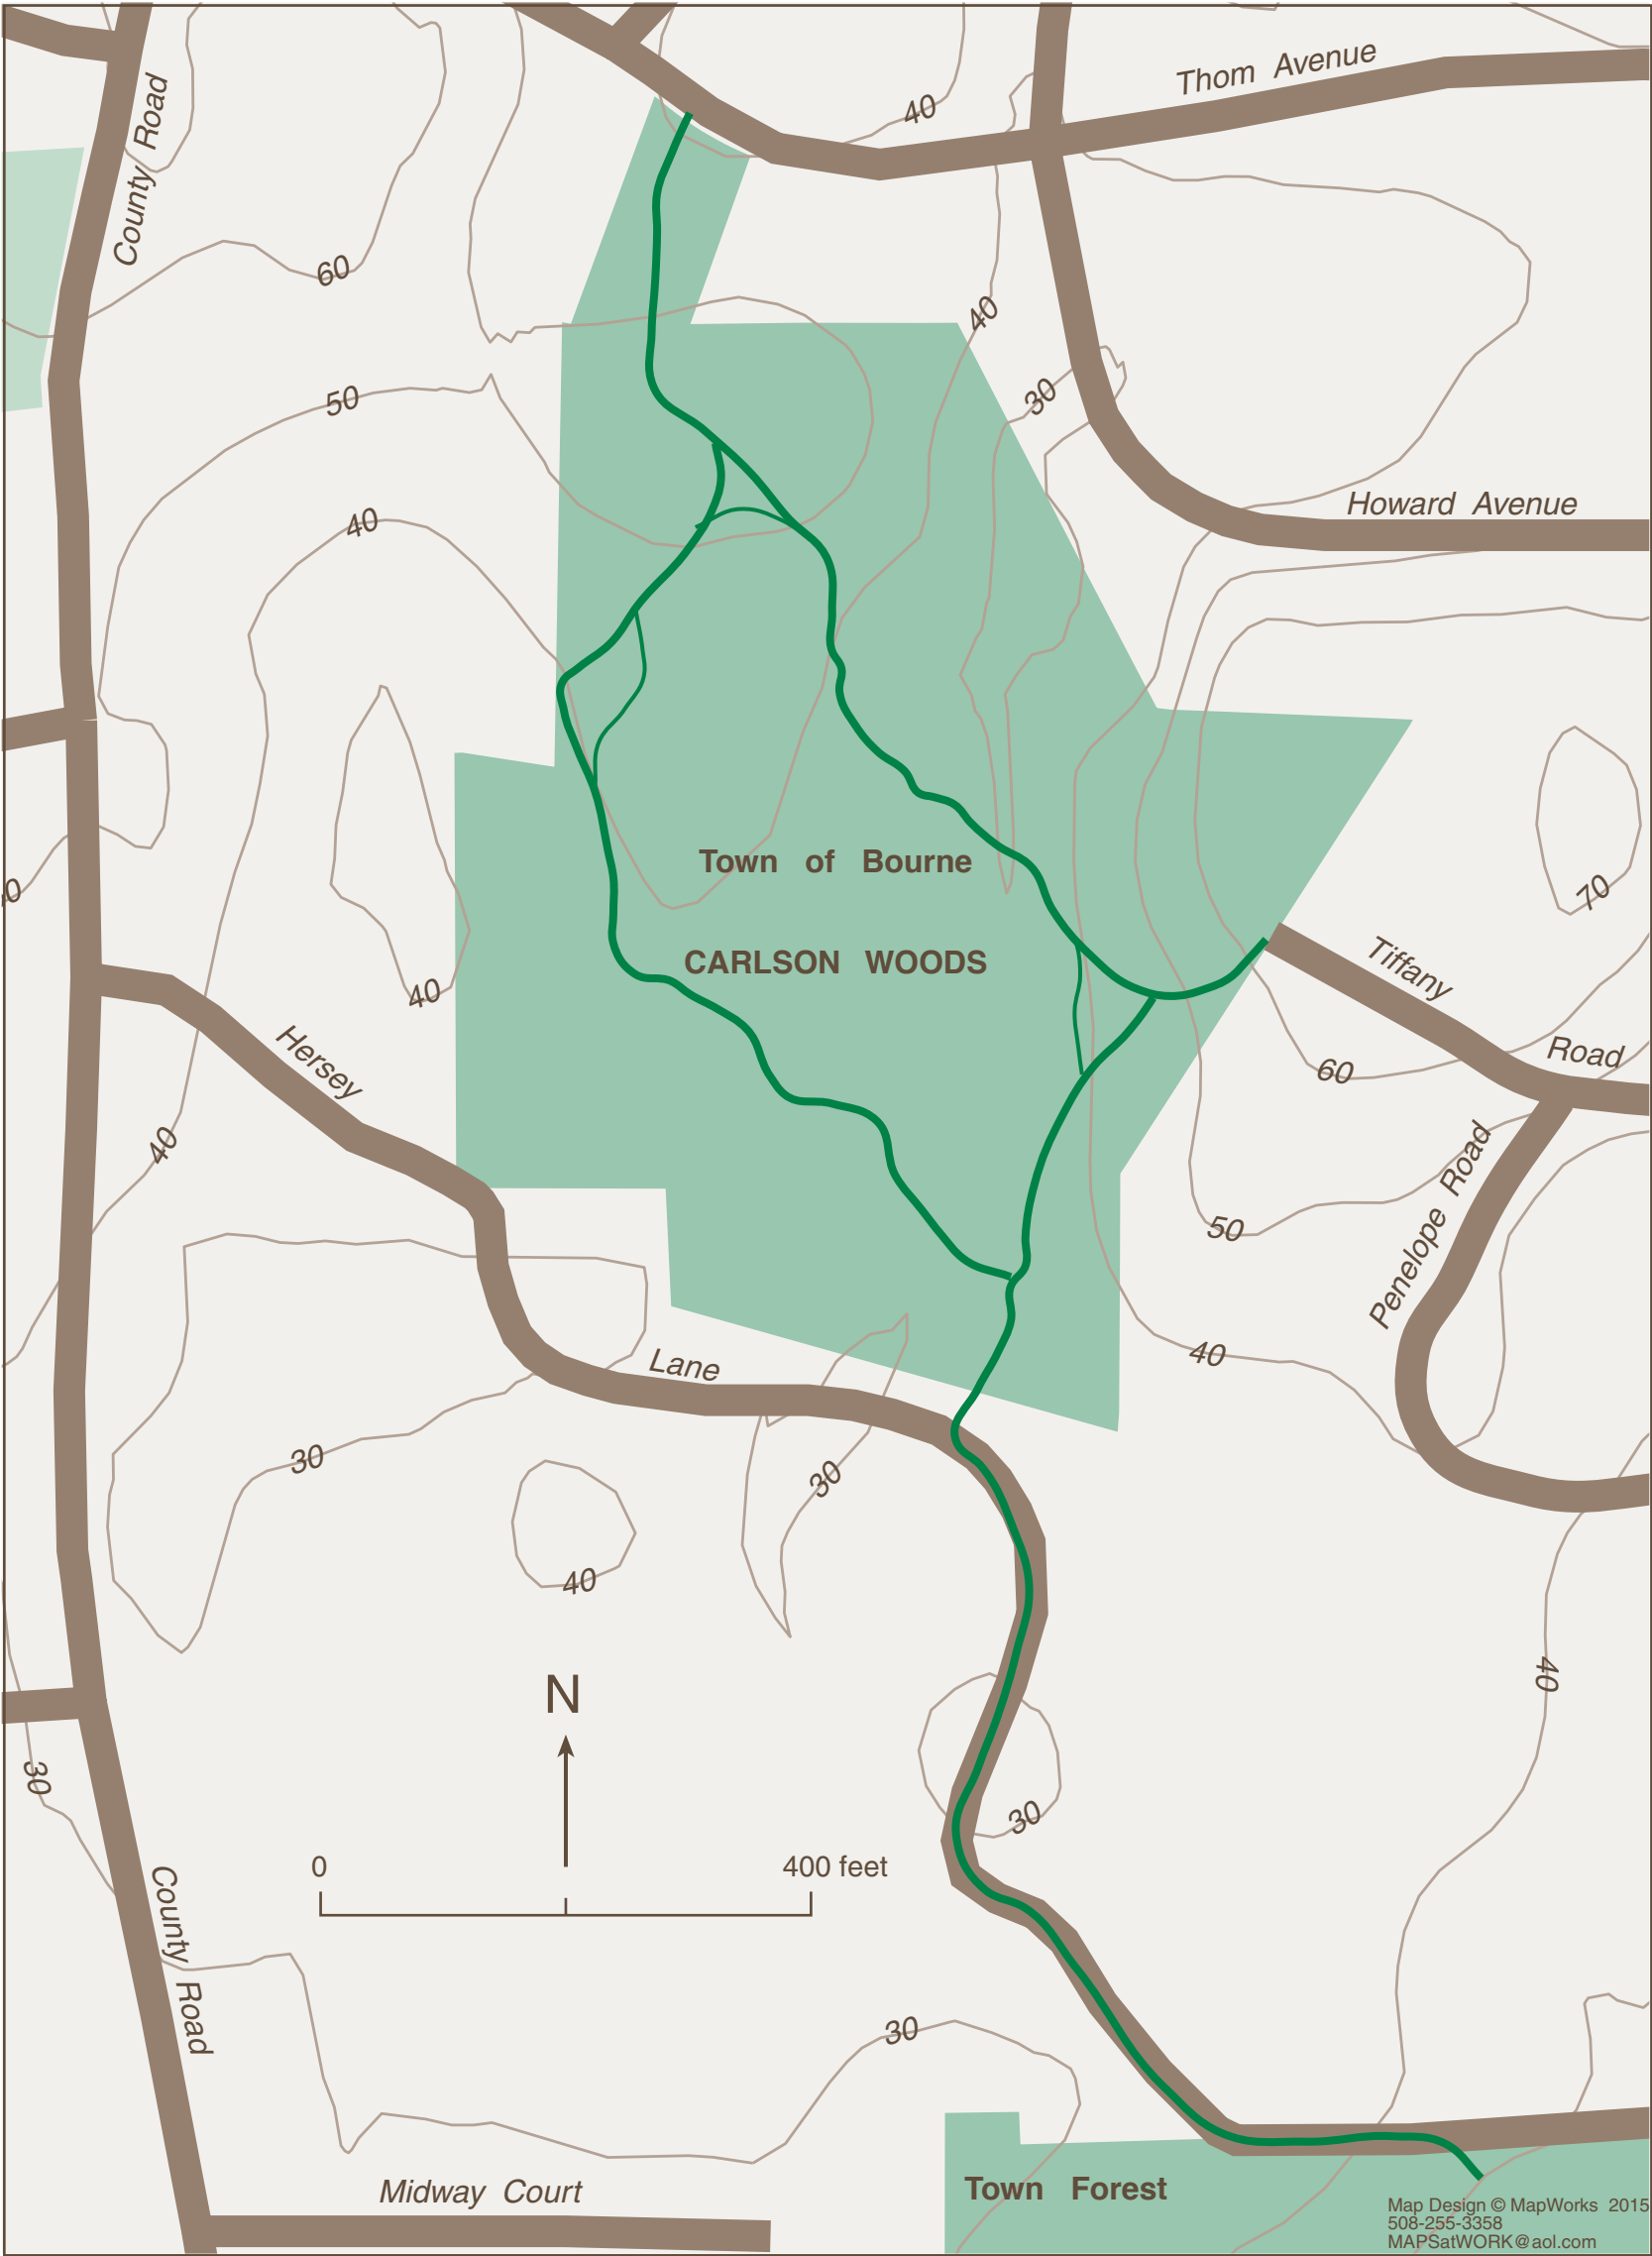 Thom Avenue
40
County Road
60
40
30
50
Howard Avenue
40
Town of Bourne
70
CARLSON WOODS
Tiffany
40
Hersey
Road
60
40
Penelope Road
50
40
Lane
30
30
40
40
N
30
30
0
400 feet
County Road
30
Midway Court
Town Forest
Map Design © MapWorks 2015
508-255-3358
MAPSatWORK@aol.com